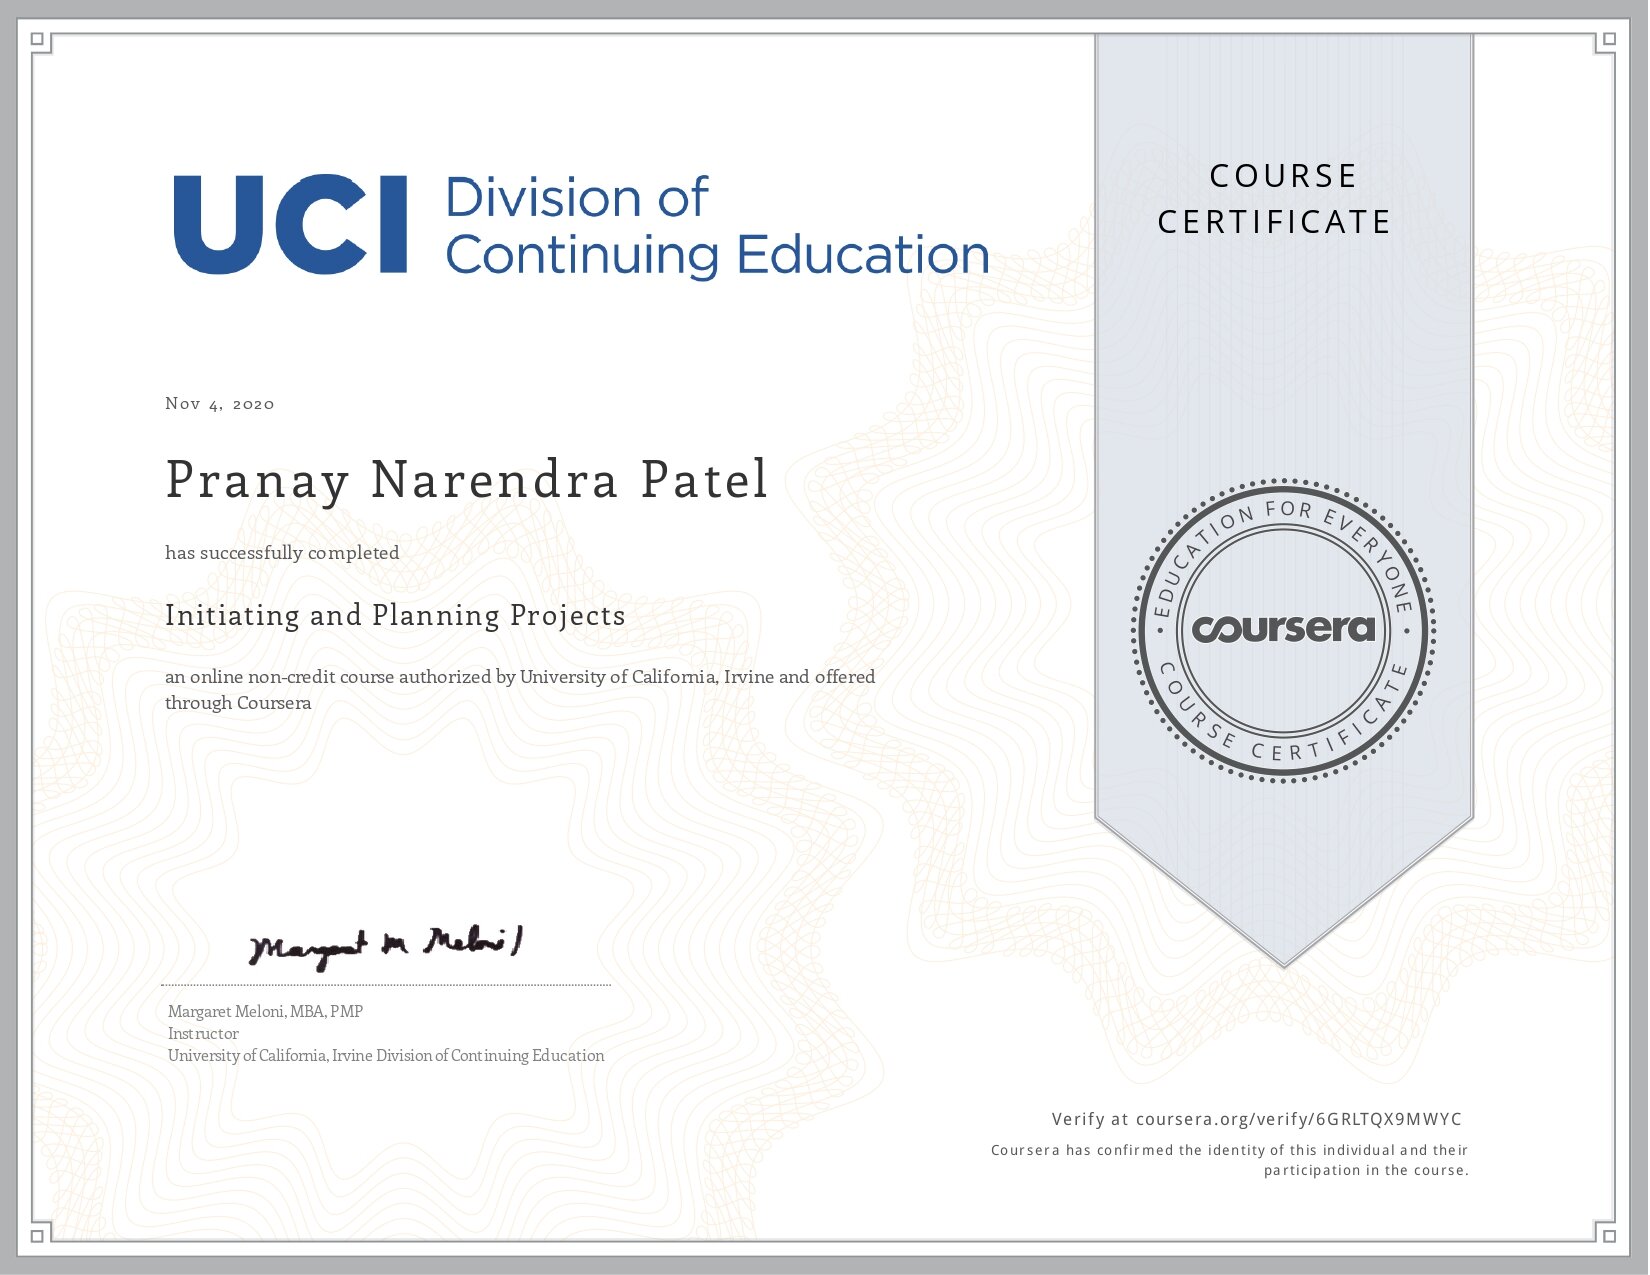 UCI Division of
Continuing Education
COURSE
CERTIFICATE
Nov 4, 2020
Pranay Narendra Patel
has successfully completed
Initiating and Planning Projects
an online non-credit course authorized by University of California, Irvine and offered
through Coursera
EDUCATION FOR EVERYONE
coursera
COURSE CERTIFICATE
Margaret M Meloni
Margaret Meloni, MBA, PMP
Instructor
University of California, Irvine Division of Continuing Education
Verify at coursera.org/verify/6GRLTQX9MWYC
Coursera has confirmed the identity of this individual and their
participation in the course.